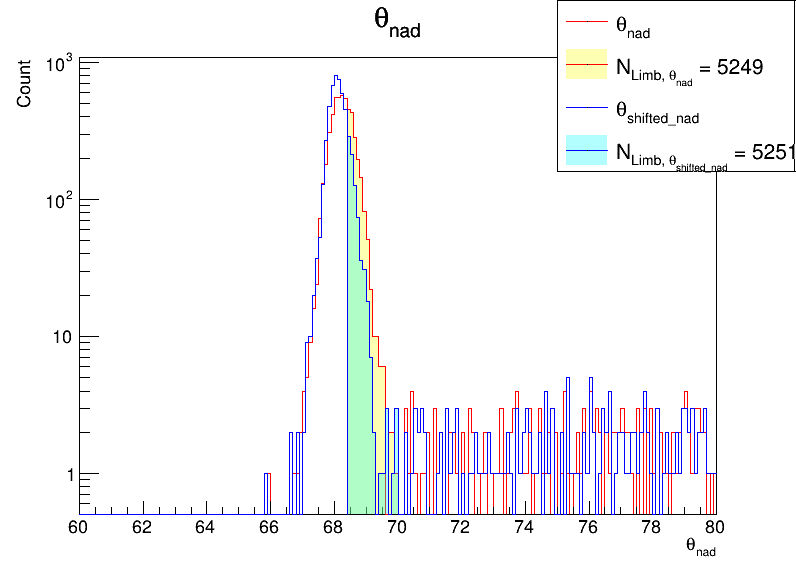 θnad
θnad
NLimb, θnad = 5249
θshifted_nad
NLimb, θshifted_nad = 5251
Count
10³
10²
10
1
60 62 64 66 68 70 72 74 76 78 80
θnad